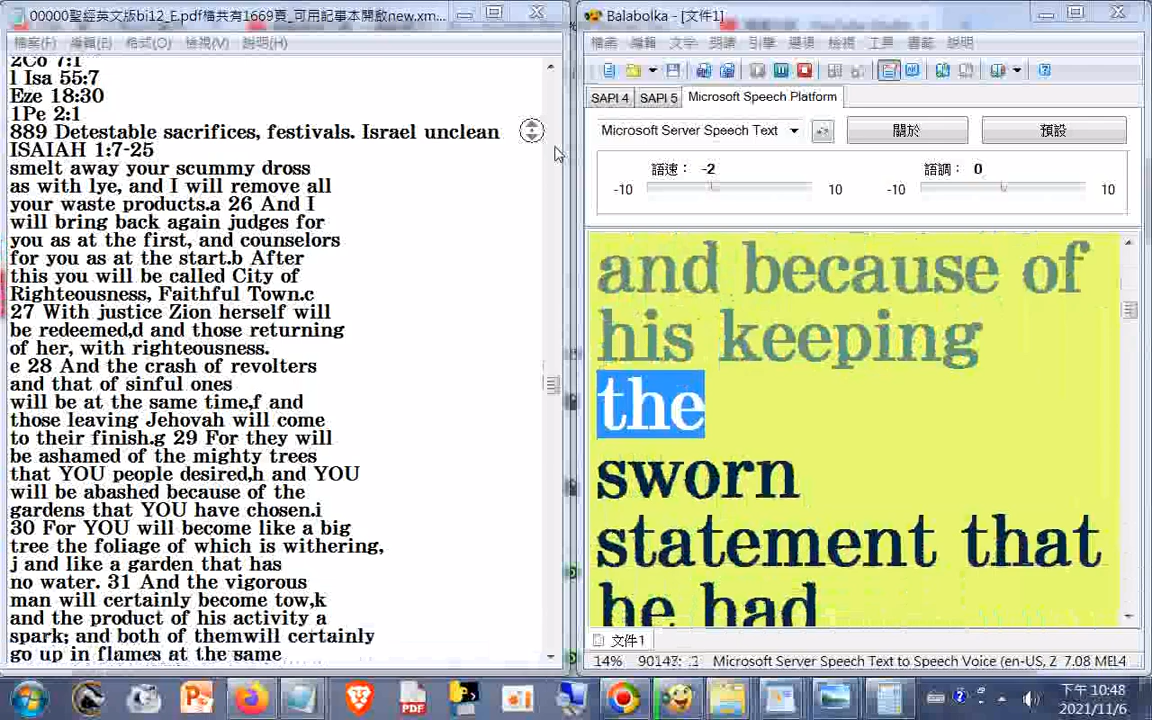 00000聖經英文版bi12_E.pdf檔共有1669頁_可用記事本開啟new.xm...
檔案(F) 編輯(E) 格式(O) 檢視(V) 說明(H)
2Co 7:1
l Isa 55:7
Eze 18:30
1Pe 2:1
889 Detestable sacrifices, festivals. Israel unclean
ISAIAH 1:7-25
smelt away your scummy dross
as with lye, and I will remove all
your waste products.a 26 And I
will bring back again judges for
you as at the first, and counselors
for you as at the start.b After
this you will be called City of
Righteousness, Faithful Town.c
27 With justice Zion herself will
be redeemed,d and those returning
of her, with righteousness.
e 28 And the crash of revolters
and that of sinful ones
will be at the same time,f and
those leaving Jehovah will come
to their finish.g 29 For they will
be ashamed of the mighty trees
that YOU people desired,h and YOU
will be abashed because of the
gardens that YOU have chosen.i
30 For YOU will become like a big
tree the foliage of which is withering,
j and like a garden that has
no water. 31 And the vigorous
man will certainly become tow,k
and the product of his activity a
spark; and both of themwill certainly
go up in flames at the same
Balabolka - [文件1]
檔案 編輯 文字 朗讀 引擎 選項 檢視 工具 書籤 說明
SAPI 4 SAPI 5 Microsoft Speech Platform
Microsoft Server Speech Text 關於 預設
語速： -2 語調： 0
-10 10 -10 10
and because of
his keeping
the
sworn
statement that
he had
文件1
14% Microsoft Server Speech Text to Speech Voice (en-US, Z 7.08 MB
PDF
下午 10:48
2021/11/6